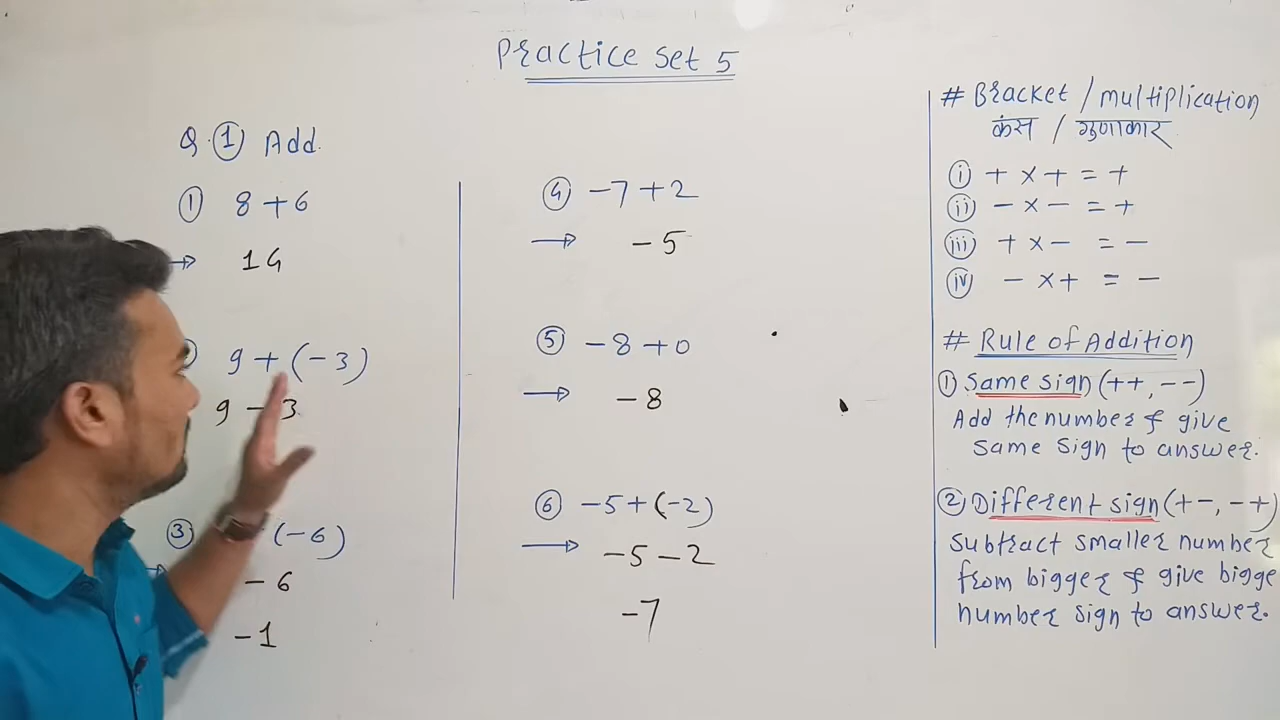 Practice Set 5
Q. ① Add.
① 8 + 6
→ 14
9 + (-3)
9 - 3
③ (-6)
- 6
- 1
④ -7 + 2
→ -5
⑤ -8 + 0
→ -8
⑥ -5 + (-2)
→ -5 - 2
-7
# Bracket / multiplication
कंस / गुणाकार
ⓘ + × + = +
ⓘⓘ - × - = +
ⓘⓘⓘ + × - = -
ⓘⓥ - × + = -
# Rule of Addition
① Same sign (++, --)
Add the number & give
same sign to answer.
② Different sign (+-, -+)
Subtract smaller number
from bigger & give bigge
number sign to answer.